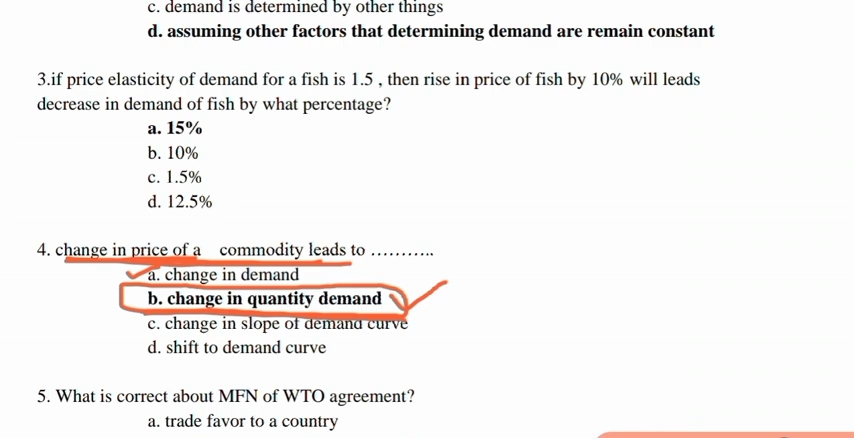 c. demand is determined by other things
d. assuming other factors that determining demand are remain constant
3.if price elasticity of demand for a fish is 1.5 , then rise in price of fish by 10% will leads
decrease in demand of fish by what percentage?
a. 15%
b. 10%
c. 1.5%
d. 12.5%
4. change in price of a commodity leads to ……….
a. change in demand
b. change in quantity demand
c. change in slope of demand curve
d. shift to demand curve
5. What is correct about MFN of WTO agreement?
a. trade favor to a country